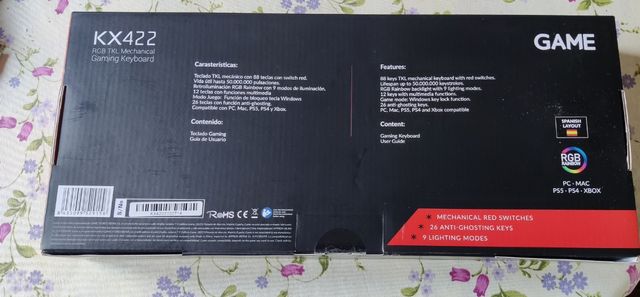 KX422
RGB TKL Mechanical
Gaming Keyboard
GAME
Características:
Teclado TKL mecánico con 88 teclas con switch red.
Vida útil hasta 50.000.000 pulsaciones.
Retroiluminación RGB Rainbow con 9 modos de iluminación.
12 teclas con funciones multimedia
Modo Juego: Función de bloqueo tecla Windows
26 teclas con función anti-ghosting.
Compatible con PC, Mac, PS5, PS4 y Xbox.
Contenido:
Teclado Gaming
Guía de Usuario
Features:
88 keys TKL mechanical keyboard with red switches.
Lifespan up to 50.000.000 keystrokes.
RGB Rainbow backlight with 9 lighting modes.
12 keys with multimedia functions.
Game mode: Windows key lock function.
26 anti-ghosting keys.
PC, Mac, PS5, PS4 and Xbox compatible
Content:
Gaming Keyboard
User Guide
SPANISH
LAYOUT
RGB
RAINBOW
PC - MAC
PS5 - PS4 - XBOX
S/No:
RoHS CE
MECHANICAL RED SWITCHES
26 ANTI-GHOSTING KEYS
9 LIGHTING MODES